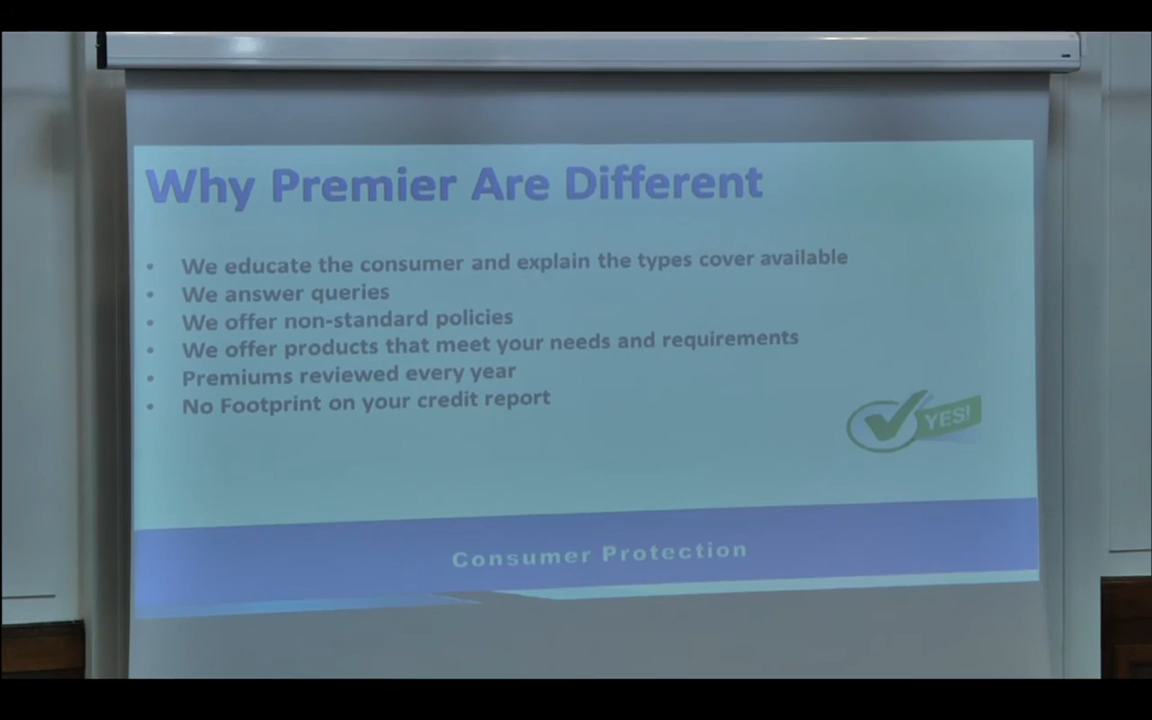 Why Premier Are Different
• We educate the consumer and explain the types cover available
• We answer queries
• We offer non-standard policies
• We offer products that meet your needs and requirements
• Premiums reviewed every year
• No Footprint on your credit report
YES!
Consumer Protection